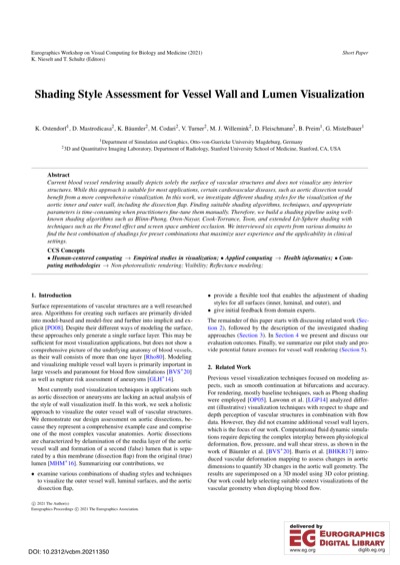 Eurographics Workshop on Visual Computing for Biology and Medicine (2021)
K. Nieselt and T. Schultz (Editors)
Short Paper
Shading Style Assessment for Vessel Wall and Lumen Visualization
K. Ostendorf1, D. Mastrodicasa2, K. Bäumler2, M. Codari2, V. Turner2, M. J. Willemink2, D. Fleischmann2, B. Preim1, G. Mistelbauer1
1Department of Simulation and Graphics, Otto-von-Guericke University Magdeburg, Germany
23D and Quantitative Imaging Laboratory, Department of Radiology, Stanford University School of Medicine, Stanford, CA, USA
Abstract
Current blood vessel rendering usually depicts solely the surface of vascular structures and does not visualize any interior
structures. While this approach is suitable for most applications, certain cardiovascular diseases, such as aortic dissection would
benefit from a more comprehensive visualization. In this work, we investigate different shading styles for the visualization of the
aortic inner and outer wall, including the dissection flap. Finding suitable shading algorithms, techniques, and appropriate
parameters is time-consuming when practitioners fine-tune them manually. Therefore, we build a shading pipeline using well-
known shading algorithms such as Blinn-Phong, Oren-Nayar, Cook-Torrance, Toon, and extended Lit-Sphere shading with
techniques such as the Fresnel effect and screen space ambient occlusion. We interviewed six experts from various domains to
find the best combination of shadings for preset combinations that maximize user experience and the applicability in clinical
settings.
CCS Concepts
• Human-centered computing → Empirical studies in visualization; • Applied computing → Health informatics; • Com-
puting methodologies → Non-photorealistic rendering; Visibility; Reflectance modeling;
1. Introduction
Surface representations of vascular structures are a well researched
area. Algorithms for creating such surfaces are primarily divided
into model-based and model-free and further into implicit and ex-
plicit [PO08]. Despite their different ways of modeling the surface,
these approaches only generate a single surface layer. This may be
sufficient for most visualization applications, but does not show a
comprehensive picture of the underlying anatomy of blood vessels,
as their wall consists of more than one layer [Rho80]. Modeling
and visualizing multiple vessel wall layers is primarily important in
large vessels and paramount for blood flow simulations [BVS*20]
as well as rupture risk assessment of aneurysms [GLH*14].
Most currently used visualization techniques in applications such
as aortic dissection or aneurysms are lacking an actual analysis of
the style of wall visualization itself. In this work, we seek a holistic
approach to visualize the outer vessel wall of vascular structures.
We demonstrate our design assessment on aortic dissections, be-
cause they represent a comprehensive example case and comprise
one of the most complex vascular anatomies. Aortic dissections
are characterized by delamination of the media layer of the aortic
vessel wall and formation of a second (false) lumen that is sepa-
rated by a thin membrane (dissection flap) from the original (true)
lumen [MHM*16]. Summarizing our contributions, we
• examine various combinations of shading styles and techniques
to visualize the outer vessel wall, luminal surfaces, and the aortic
dissection flap,
• provide a flexible tool that enables the adjustment of shading
styles for all surfaces (inner, luminal, and outer), and
• give initial feedback from domain experts.
The remainder of this paper starts with discussing related work (Sec-
tion 2), followed by the description of the investigated shading
approaches (Section 3). In Section 4 we present and discuss our
evaluation outcomes. Finally, we summarize our pilot study and pro-
vide potential future avenues for vessel wall rendering (Section 5).
2. Related Work
Previous vessel visualization techniques focused on modeling as-
pects, such as smooth continuation at bifurcations and accuracy.
For rendering, mostly baseline techniques, such as Phong shading
were employed [OP05]. Lawonn et al. [LGP14] analyzed differ-
ent (illustrative) visualization techniques with respect to shape and
depth perception of vascular structures in combination with flow
data. However, they did not examine additional vessel wall layers,
which is the focus of our work. Computational fluid dynamic simula-
tions require depicting the complex interplay between physiological
deformation, flow, pressure, and wall shear stress, as shown in the
work of Bäumler et al. [BVS*20]. Burris et al. [BHKR17] intro-
duced vascular deformation mapping to assess changes in aortic
dimensions to quantify 3D changes in the aortic wall geometry. The
results are superimposed on a 3D model using 3D color printing.
Our work could help selecting suitable context visualizations of the
vascular geometry when displaying blood flow.
© 2021 The Author(s)
Eurographics Proceedings © 2021 The Eurographics Association.
DOI: 10.2312/vcbm.20211350
delivered by
EUROGRAPHICS
DIGITAL LIBRARY
www.eg.org
diglib.eg.org